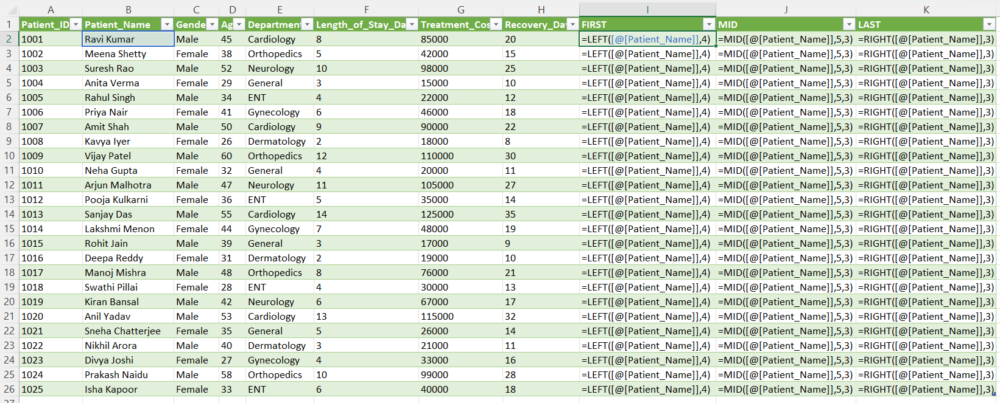 A B C D E F G H I J K
1 Patient_ID Patient_Name Gende Ag Department Length_of_Stay_Da Treatment_Cos Recovery_Da FIRST MID LAST
2 1001 Ravi Kumar Male 45 Cardiology 8 85000 20 =LEFT([@[Patient_Name]],4) =MID([@[Patient_Name]],5,3) =RIGHT([@[Patient_Name]],3)
3 1002 Meena Shetty Female 38 Orthopedics 5 42000 15 =LEFT([@[Patient_Name]],4) =MID([@[Patient_Name]],5,3) =RIGHT([@[Patient_Name]],3)
4 1003 Suresh Rao Male 52 Neurology 10 98000 25 =LEFT([@[Patient_Name]],4) =MID([@[Patient_Name]],5,3) =RIGHT([@[Patient_Name]],3)
5 1004 Anita Verma Female 29 General 3 15000 10 =LEFT([@[Patient_Name]],4) =MID([@[Patient_Name]],5,3) =RIGHT([@[Patient_Name]],3)
6 1005 Rahul Singh Male 34 ENT 4 22000 12 =LEFT([@[Patient_Name]],4) =MID([@[Patient_Name]],5,3) =RIGHT([@[Patient_Name]],3)
7 1006 Priya Nair Female 41 Gynecology 6 46000 18 =LEFT([@[Patient_Name]],4) =MID([@[Patient_Name]],5,3) =RIGHT([@[Patient_Name]],3)
8 1007 Amit Shah Male 50 Cardiology 9 90000 22 =LEFT([@[Patient_Name]],4) =MID([@[Patient_Name]],5,3) =RIGHT([@[Patient_Name]],3)
9 1008 Kavya Iyer Female 26 Dermatology 2 18000 8 =LEFT([@[Patient_Name]],4) =MID([@[Patient_Name]],5,3) =RIGHT([@[Patient_Name]],3)
10 1009 Vijay Patel Male 60 Orthopedics 12 110000 30 =LEFT([@[Patient_Name]],4) =MID([@[Patient_Name]],5,3) =RIGHT([@[Patient_Name]],3)
11 1010 Neha Gupta Female 32 General 4 20000 11 =LEFT([@[Patient_Name]],4) =MID([@[Patient_Name]],5,3) =RIGHT([@[Patient_Name]],3)
12 1011 Arjun Malhotra Male 47 Neurology 11 105000 27 =LEFT([@[Patient_Name]],4) =MID([@[Patient_Name]],5,3) =RIGHT([@[Patient_Name]],3)
13 1012 Pooja Kulkarni Female 36 ENT 5 35000 14 =LEFT([@[Patient_Name]],4) =MID([@[Patient_Name]],5,3) =RIGHT([@[Patient_Name]],3)
14 1013 Sanjay Das Male 55 Cardiology 14 125000 35 =LEFT([@[Patient_Name]],4) =MID([@[Patient_Name]],5,3) =RIGHT([@[Patient_Name]],3)
15 1014 Lakshmi Menon Female 44 Gynecology 7 48000 19 =LEFT([@[Patient_Name]],4) =MID([@[Patient_Name]],5,3) =RIGHT([@[Patient_Name]],3)
16 1015 Rohit Jain Male 39 General 3 17000 9 =LEFT([@[Patient_Name]],4) =MID([@[Patient_Name]],5,3) =RIGHT([@[Patient_Name]],3)
17 1016 Deepa Reddy Female 31 Dermatology 2 19000 10 =LEFT([@[Patient_Name]],4) =MID([@[Patient_Name]],5,3) =RIGHT([@[Patient_Name]],3)
18 1017 Manoj Mishra Male 48 Orthopedics 8 76000 21 =LEFT([@[Patient_Name]],4) =MID([@[Patient_Name]],5,3) =RIGHT([@[Patient_Name]],3)
19 1018 Swathi Pillai Female 28 ENT 4 30000 13 =LEFT([@[Patient_Name]],4) =MID([@[Patient_Name]],5,3) =RIGHT([@[Patient_Name]],3)
20 1019 Kiran Bansal Male 42 Neurology 6 67000 17 =LEFT([@[Patient_Name]],4) =MID([@[Patient_Name]],5,3) =RIGHT([@[Patient_Name]],3)
21 1020 Anil Yadav Male 53 Cardiology 13 115000 32 =LEFT([@[Patient_Name]],4) =MID([@[Patient_Name]],5,3) =RIGHT([@[Patient_Name]],3)
22 1021 Sneha Chatterjee Female 35 General 5 26000 14 =LEFT([@[Patient_Name]],4) =MID([@[Patient_Name]],5,3) =RIGHT([@[Patient_Name]],3)
23 1022 Nikhil Arora Male 40 Dermatology 3 21000 11 =LEFT([@[Patient_Name]],4) =MID([@[Patient_Name]],5,3) =RIGHT([@[Patient_Name]],3)
24 1023 Divya Joshi Female 27 Gynecology 4 33000 16 =LEFT([@[Patient_Name]],4) =MID([@[Patient_Name]],5,3) =RIGHT([@[Patient_Name]],3)
25 1024 Prakash Naidu Male 58 Orthopedics 10 99000 28 =LEFT([@[Patient_Name]],4) =MID([@[Patient_Name]],5,3) =RIGHT([@[Patient_Name]],3)
26 1025 Isha Kapoor Female 33 ENT 6 40000 18 =LEFT([@[Patient_Name]],4) =MID([@[Patient_Name]],5,3) =RIGHT([@[Patient_Name]],3)
27